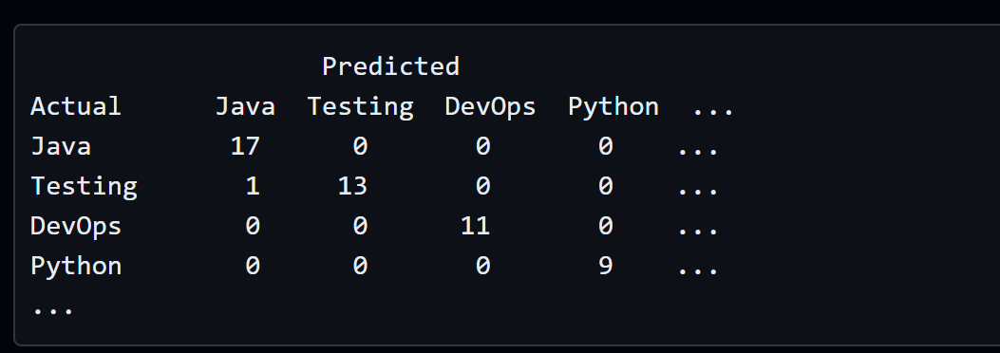 Predicted
Actual Java Testing DevOps Python ...
Java 17 0 0 0 ...
Testing 1 13 0 0 ...
DevOps 0 0 11 0 ...
Python 0 0 0 9 ...
...